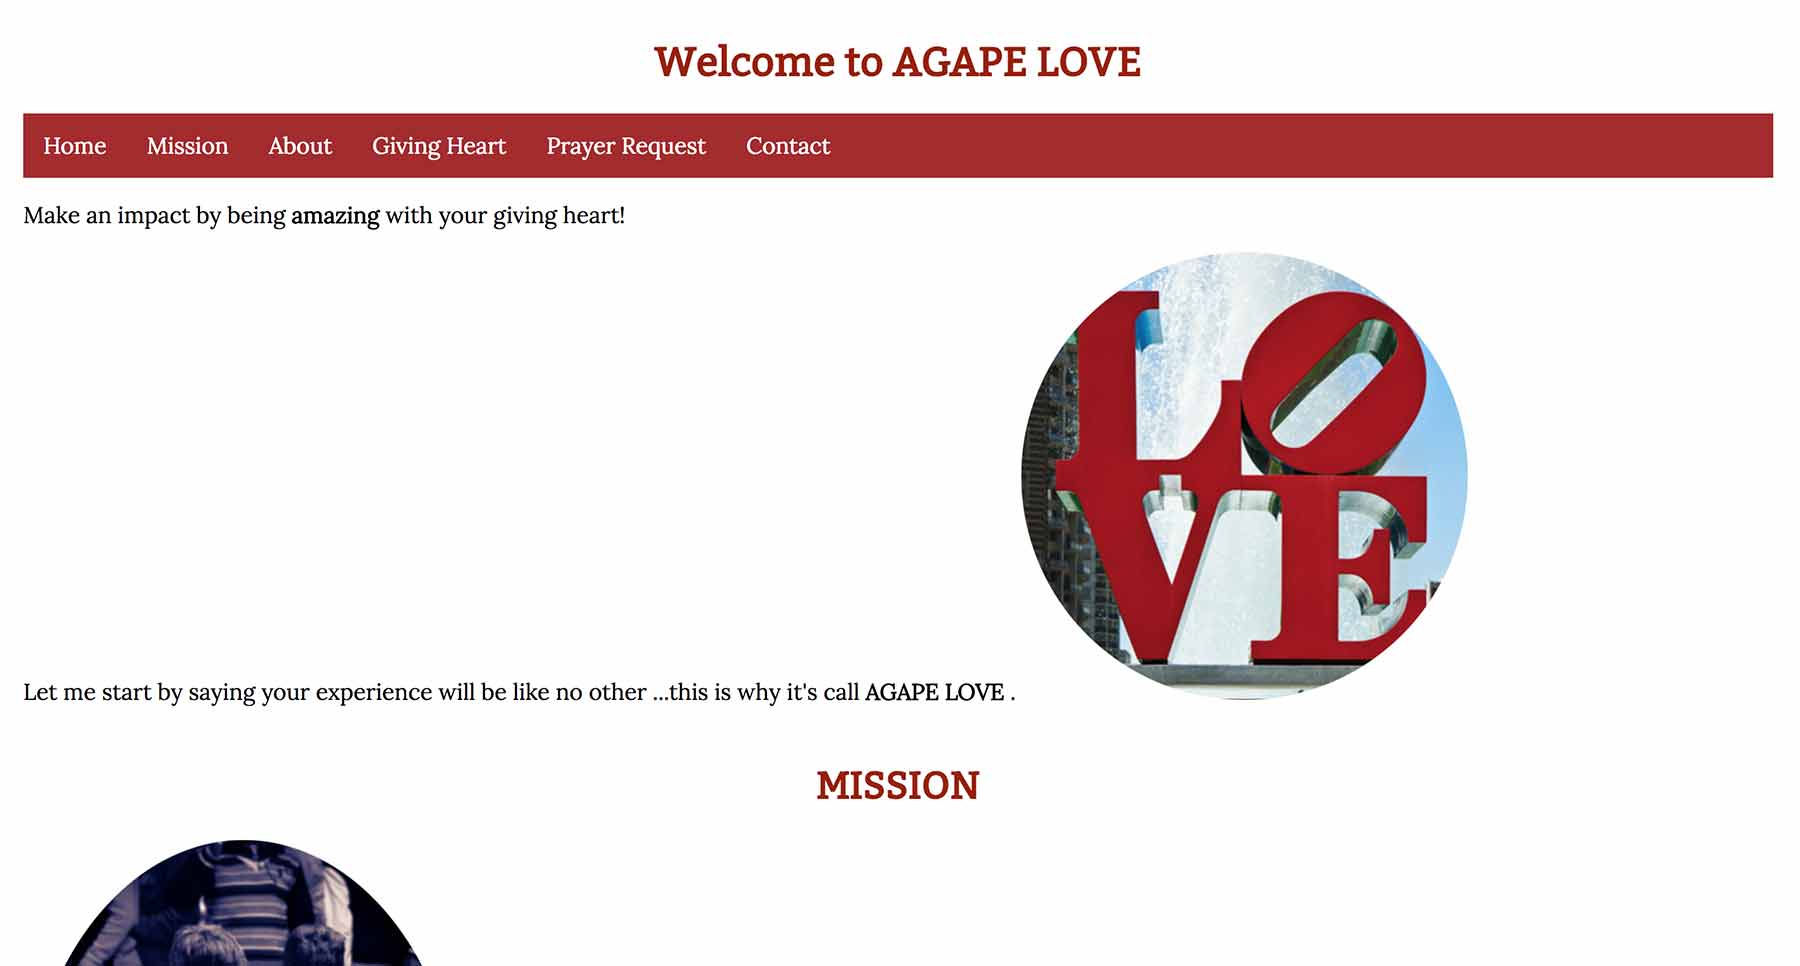 Welcome to AGAPE LOVE
Home Mission About Giving Heart Prayer Request Contact
Make an impact by being amazing with your giving heart!
LO
VE
Let me start by saying your experience will be like no other ...this is why it's call AGAPE LOVE .
MISSION